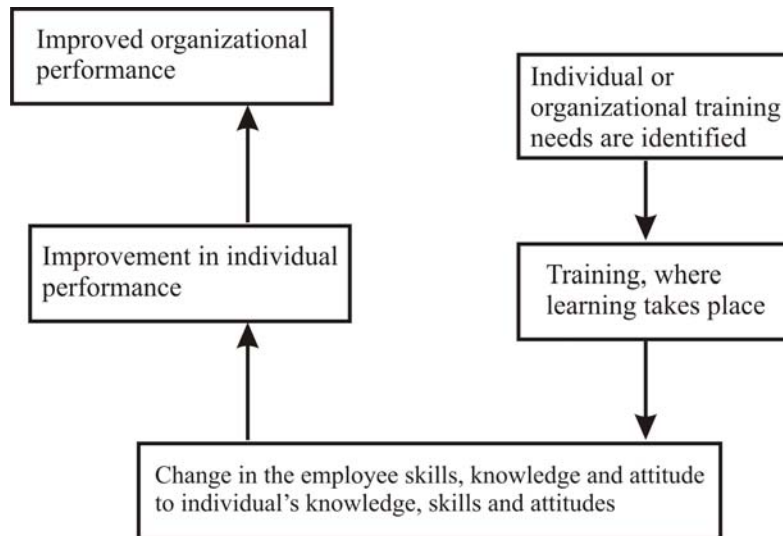 Improved organizational
performance
Individual or
organizational training
needs are identified
Improvement in individual
performance
Training, where
learning takes place
Change in the employee skills, knowledge and attitude
to individual's knowledge, skills and attitudes